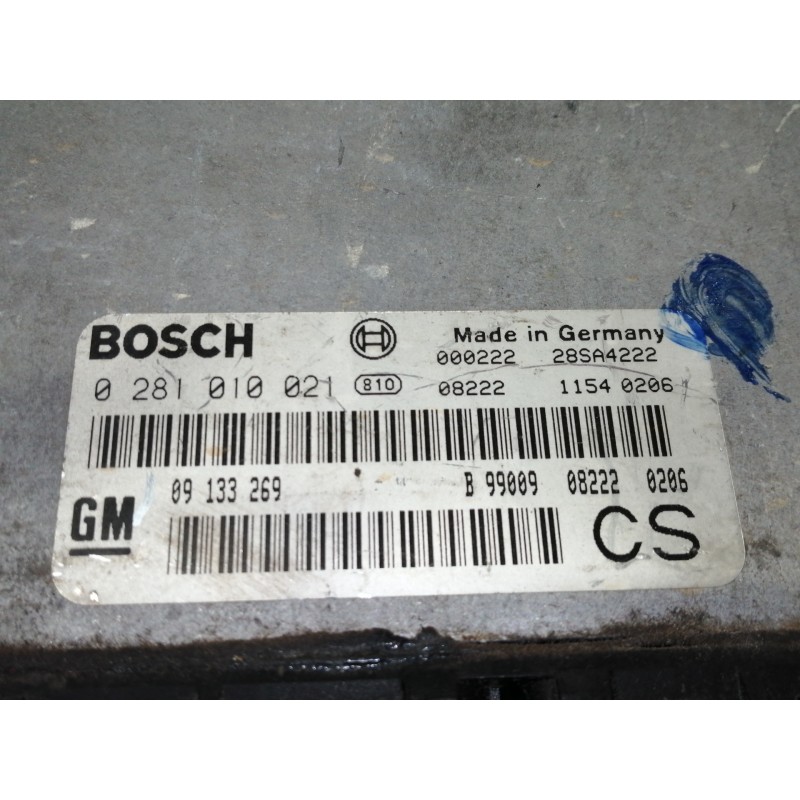 BOSCH
Made in Germany
000222 28SA4222
0 281 010 021 810 08222 1154 0206
09 133 269 B 99009 08222 0206
GM
CS